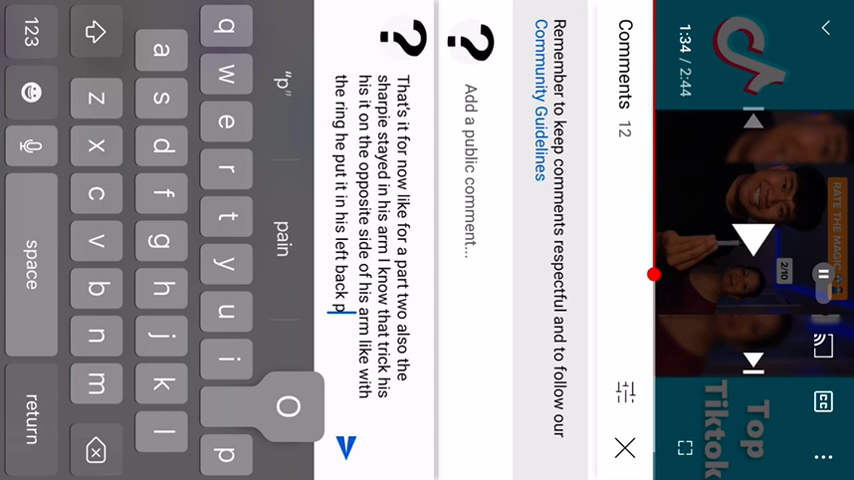 1:34 / 2:44
RATE THE MAGIC
2/10
CC
Top
Tiktok
Comments 12
Remember to keep comments respectful and to follow our
Community Guidelines
Add a public comment...
That's it for now like for a part two also the
sharpie stayed in his arm I know that trick his
his it on the opposite side of his arm like with
the ring he put it in his left back p
"p"
pain
q w e r t y u i O p
a s d f g h j k l
z x c v b n m
123
space
return